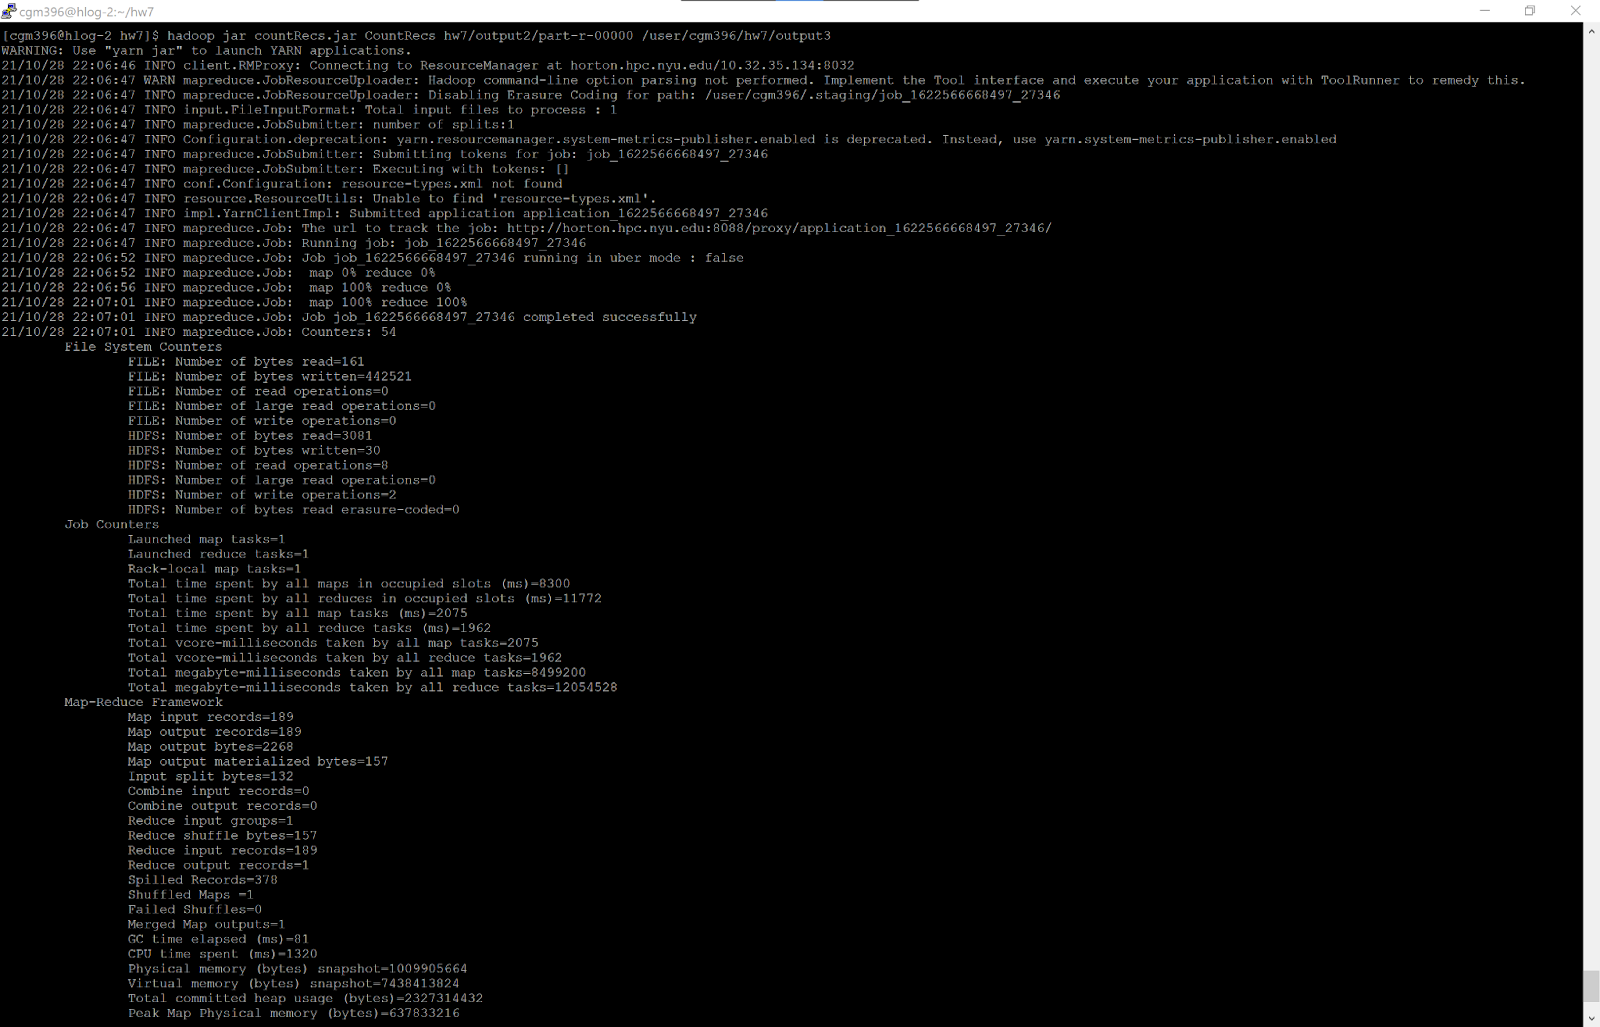 cgm396@hlog-2:~/hw7
[cgm396@hlog-2 hw7]$ hadoop jar countRecs.jar CountRecs hw7/output2/part-r-00000 /user/cgm396/hw7/output3
WARNING: Use "yarn jar" to launch YARN applications.
21/10/28 22:06:46 INFO client.RMProxy: Connecting to ResourceManager at horton.hpc.nyu.edu/10.32.35.134:8032
21/10/28 22:06:47 WARN mapreduce.JobResourceUploader: Hadoop command-line option parsing not performed. Implement the Tool interface and execute your application with ToolRunner to remedy this.
21/10/28 22:06:47 INFO mapreduce.JobResourceUploader: Disabling Erasure Coding for path: /user/cgm396/.staging/job_1622566668497_27346
21/10/28 22:06:47 INFO input.FileInputFormat: Total input files to process : 1
21/10/28 22:06:47 INFO mapreduce.JobSubmitter: number of splits:1
21/10/28 22:06:47 INFO Configuration.deprecation: yarn.resourcemanager.system-metrics-publisher.enabled is deprecated. Instead, use yarn.system-metrics-publisher.enabled
21/10/28 22:06:47 INFO mapreduce.JobSubmitter: Submitting tokens for job: job_1622566668497_27346
21/10/28 22:06:47 INFO mapreduce.JobSubmitter: Executing with tokens: []
21/10/28 22:06:47 INFO conf.Configuration: resource-types.xml not found
21/10/28 22:06:47 INFO resource.ResourceUtils: Unable to find 'resource-types.xml'.
21/10/28 22:06:47 INFO impl.YarnClientImpl: Submitted application application_1622566668497_27346
21/10/28 22:06:47 INFO mapreduce.Job: The url to track the job: http://horton.hpc.nyu.edu:8088/proxy/application_1622566668497_27346/
21/10/28 22:06:47 INFO mapreduce.Job: Running job: job_1622566668497_27346
21/10/28 22:06:52 INFO mapreduce.Job: Job job_1622566668497_27346 running in uber mode : false
21/10/28 22:06:52 INFO mapreduce.Job:  map 0% reduce 0%
21/10/28 22:06:56 INFO mapreduce.Job:  map 100% reduce 0%
21/10/28 22:07:01 INFO mapreduce.Job:  map 100% reduce 100%
21/10/28 22:07:01 INFO mapreduce.Job: Job job_1622566668497_27346 completed successfully
21/10/28 22:07:01 INFO mapreduce.Job: Counters: 54
File System Counters
FILE: Number of bytes read=161
FILE: Number of bytes written=442521
FILE: Number of read operations=0
FILE: Number of large read operations=0
FILE: Number of write operations=0
HDFS: Number of bytes read=3081
HDFS: Number of bytes written=30
HDFS: Number of read operations=8
HDFS: Number of large read operations=0
HDFS: Number of write operations=2
HDFS: Number of bytes read erasure-coded=0
Job Counters
Launched map tasks=1
Launched reduce tasks=1
Rack-local map tasks=1
Total time spent by all maps in occupied slots (ms)=8300
Total time spent by all reduces in occupied slots (ms)=11772
Total time spent by all map tasks (ms)=2075
Total time spent by all reduce tasks (ms)=1962
Total vcore-milliseconds taken by all map tasks=2075
Total vcore-milliseconds taken by all reduce tasks=1962
Total megabyte-milliseconds taken by all map tasks=8499200
Total megabyte-milliseconds taken by all reduce tasks=12054528
Map-Reduce Framework
Map input records=189
Map output records=189
Map output bytes=2268
Map output materialized bytes=157
Input split bytes=132
Combine input records=0
Combine output records=0
Reduce input groups=1
Reduce shuffle bytes=157
Reduce input records=189
Reduce output records=1
Spilled Records=378
Shuffled Maps =1
Failed Shuffles=0
Merged Map outputs=1
GC time elapsed (ms)=81
CPU time spent (ms)=1320
Physical memory (bytes) snapshot=1009905664
Virtual memory (bytes) snapshot=7438413824
Total committed heap usage (bytes)=2327314432
Peak Map Physical memory (bytes)=637833216